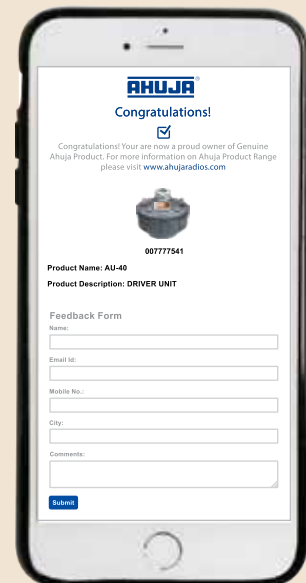 AHUJA®
Congratulations!
Congratulations! Your are now a proud owner of Genuine
Ahuja Product. For more information on Ahuja Product Range
please visit www.ahujaradios.com
007777541
Product Name: AU-40
Product Description: DRIVER UNIT
Feedback Form
Name:
Email Id:
Mobile No.:
City:
Comments:
Submit